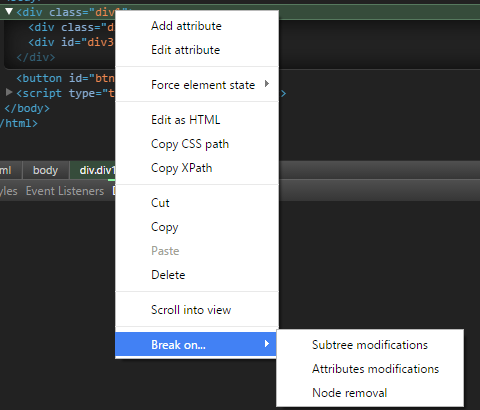 <body>
▼<div class="div1">
<div class="div
<div id="div3
</div>
<button id="btn
▶<script type="t >
</body>
/html>
ml body div.div1
yles Event Listeners D
Add attribute
Edit attribute
Force element state
Edit as HTML
Copy CSS path
Copy XPath
Cut
Copy
Paste
Delete
Scroll into view
Break on...
Subtree modifications
Attributes modifications
Node removal